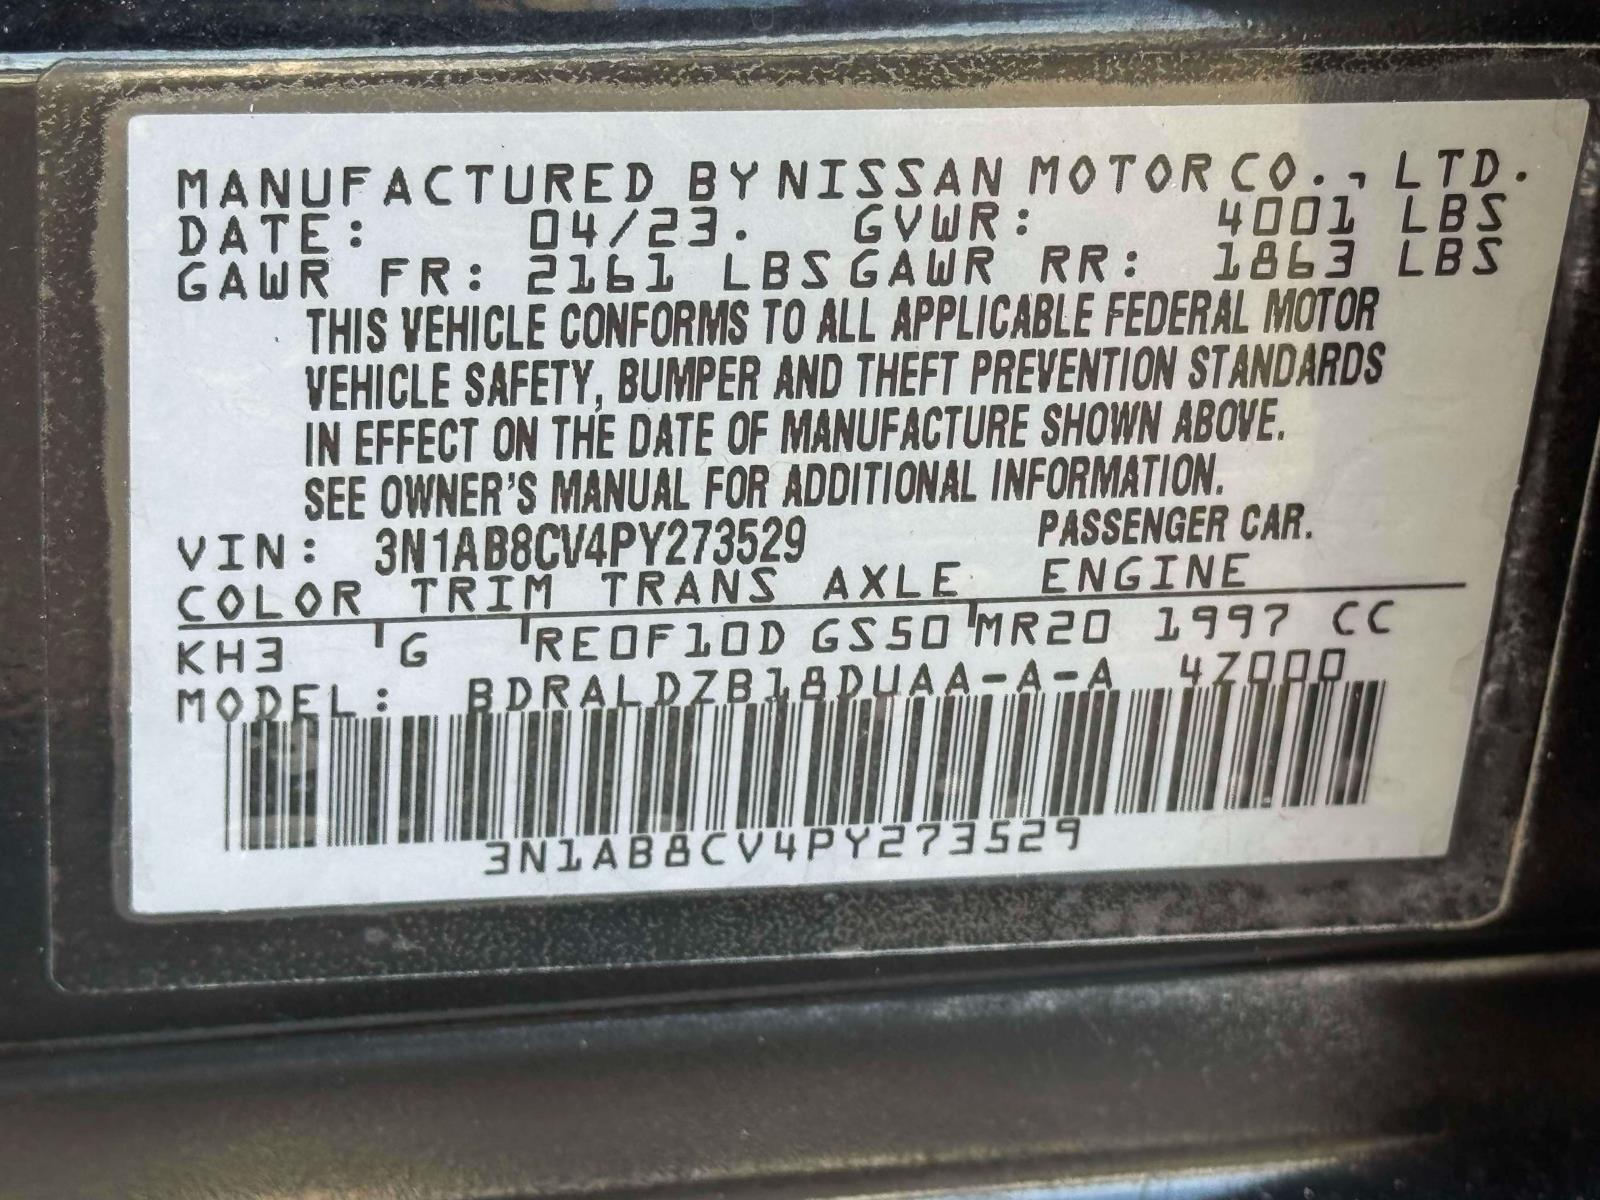 MANUFACTURED BY NISSAN MOTOR CO., LTD.
DATE: 04/23. GVWR: 4001 LBS
GAWR FR: 2161 LBS GAWR RR: 1863 LBS
THIS VEHICLE CONFORMS TO ALL APPLICABLE FEDERAL MOTOR
VEHICLE SAFETY, BUMPER AND THEFT PREVENTION STANDARDS
IN EFFECT ON THE DATE OF MANUFACTURE SHOWN ABOVE.
SEE OWNER'S MANUAL FOR ADDITIONAL INFORMATION.
VIN: 3N1AB8CV4PY273529 PASSENGER CAR.
COLOR TRIM TRANS AXLE ENGINE
KH3 G RE0F10D GS50 MR20 1997 CC
MODEL: BDRALDZB18DUAA-A-A 4Z000
3N1AB8CV4PY273529